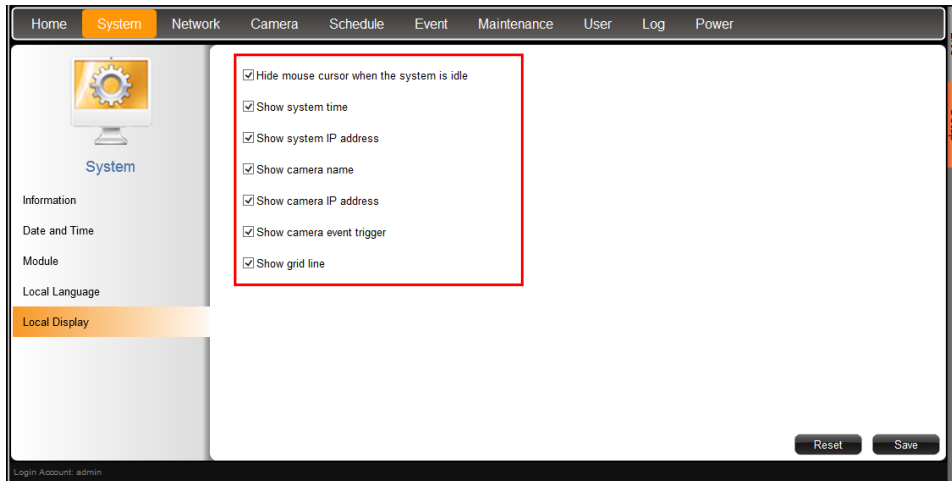 Home System Network Camera Schedule Event Maintenance User Log Power
System
Information
Date and Time
Module
Local Language
Local Display
Hide mouse cursor when the system is idle
Show system time
Show system IP address
Show camera name
Show camera IP address
Show camera event trigger
Show grid line
Reset Save
Login Account: admin